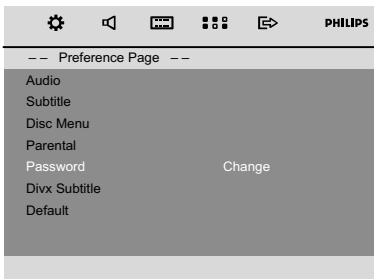 PHILIPS
-- Preference Page --
Audio
Subtitle
Disc Menu
Parental
Password Change
Divx Subtitle
Default